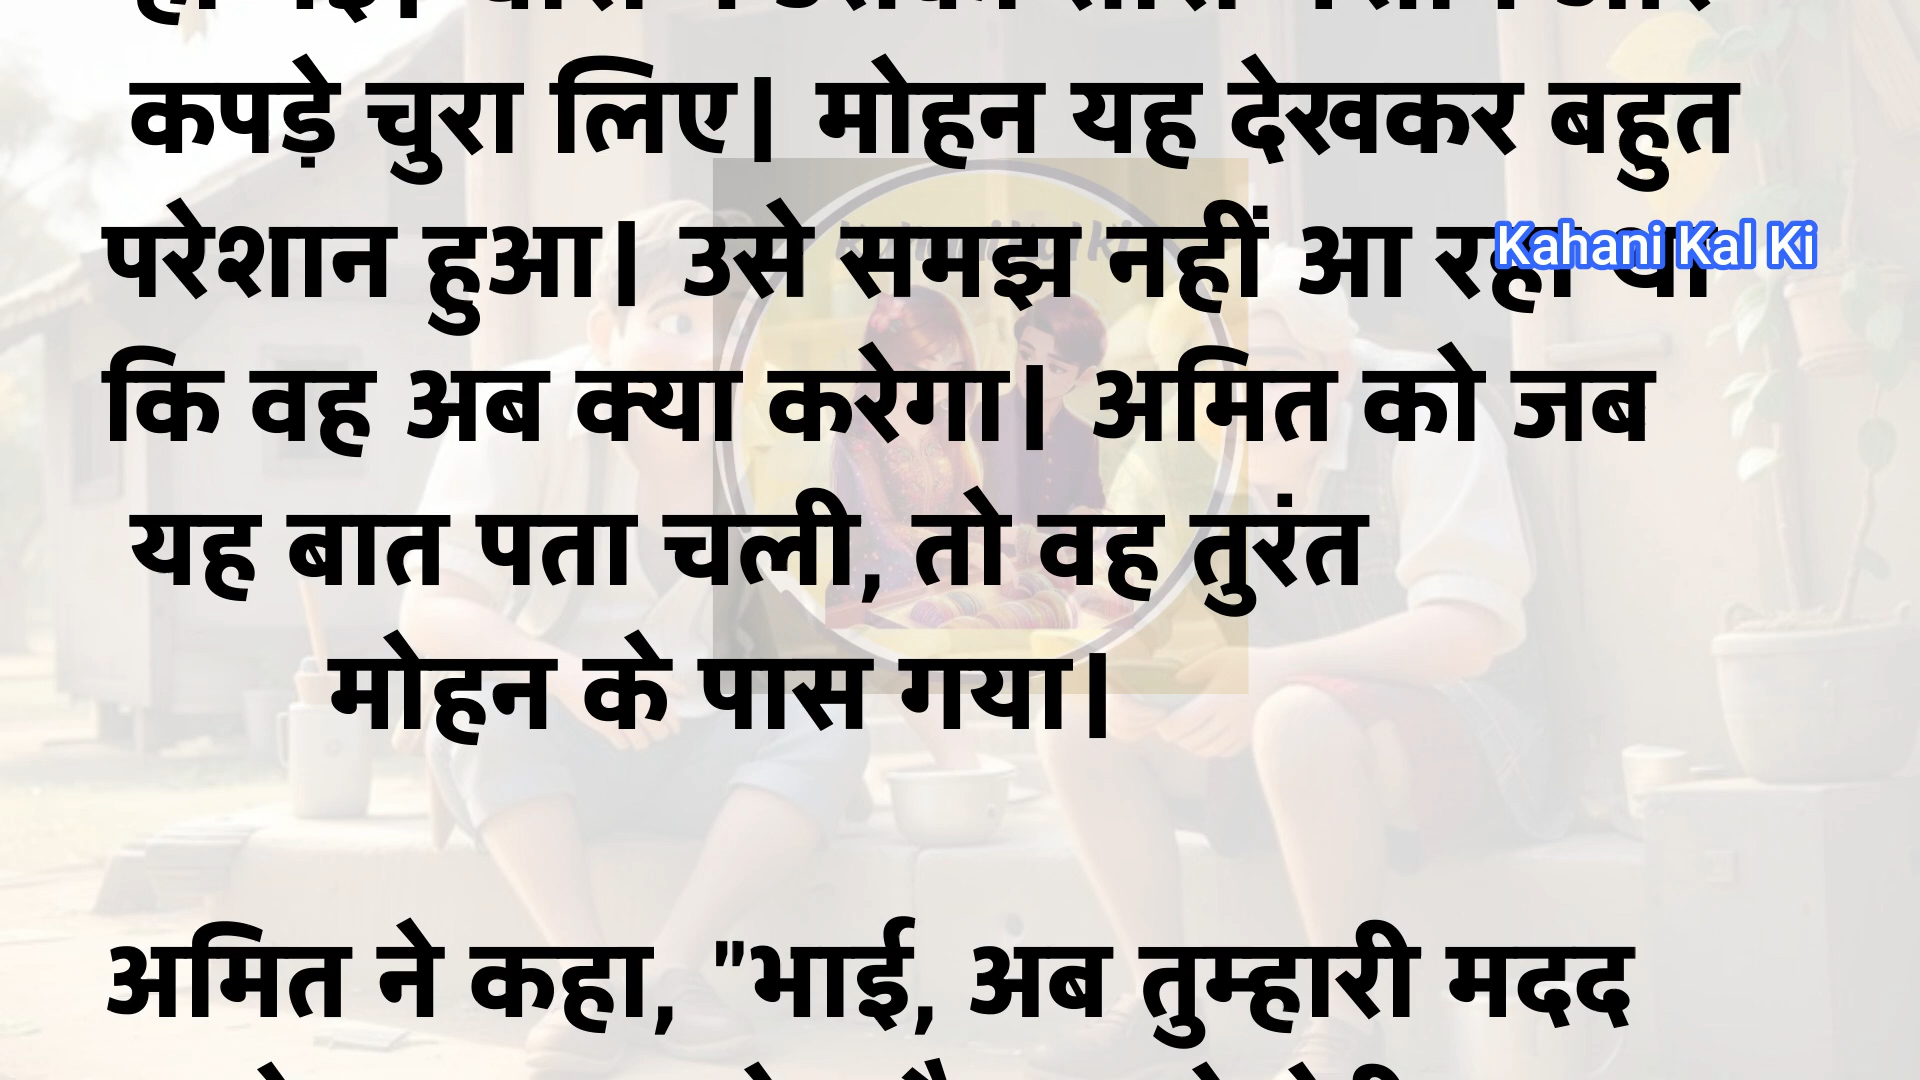 कपड़े चुरा लिए। मोहन यह देखकर बहुत
परेशान हुआ। उसे समझ नहीं आ रहा था
Kahani Kal Ki
कि वह अब क्या करेगा। अमित को जब
यह बात पता चली, तो वह तुरंत
मोहन के पास गया।
अमित ने कहा, "भाई, अब तुम्हारी मदद